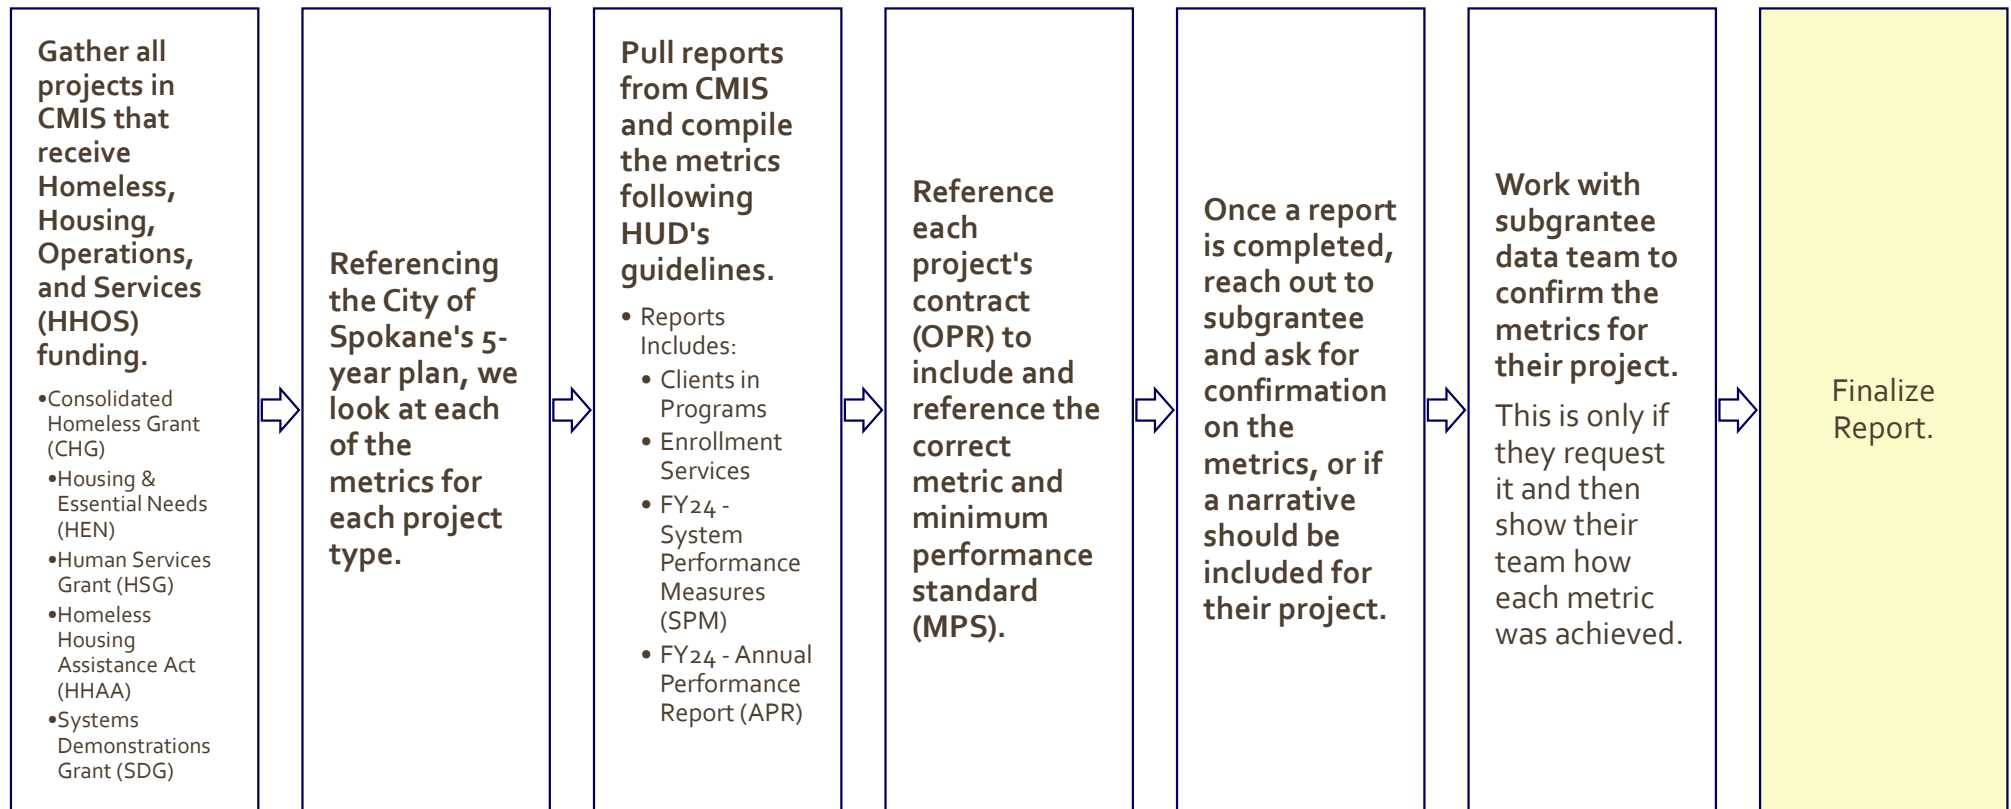 Gather all
projects in
CMIS that
receive
Homeless,
Housing,
Operations,
and Services
(HHOS)
funding.
•Consolidated
Homeless Grant
(CHG)
•Housing &
Essential Needs
(HEN)
•Human Services
Grant (HSG)
•Homeless
Housing
Assistance Act
(HHAA)
•Systems
Demonstrations
Grant (SDG)
Referencing
the City of
Spokane's 5-
year plan, we
look at each
of the
metrics for
each project
type.
Pull reports
from CMIS
and compile
the metrics
following
HUD's
guidelines.
• Reports
Includes:
• Clients in
Programs
• Enrollment
Services
• FY24 -
System
Performance
Measures
(SPM)
• FY24 - Annual
Performance
Report (APR)
Reference
each
project's
contract
(OPR) to
include and
reference the
correct
metric and
minimum
performance
standard
(MPS).
Once a report
is completed,
reach out to
subgrantee
and ask for
confirmation
on the
metrics, or if
a narrative
should be
included for
their project.
Work with
subgrantee
data team to
confirm the
metrics for
their project.
This is only if
they request
it and then
show their
team how
each metric
was achieved.
Finalize
Report.